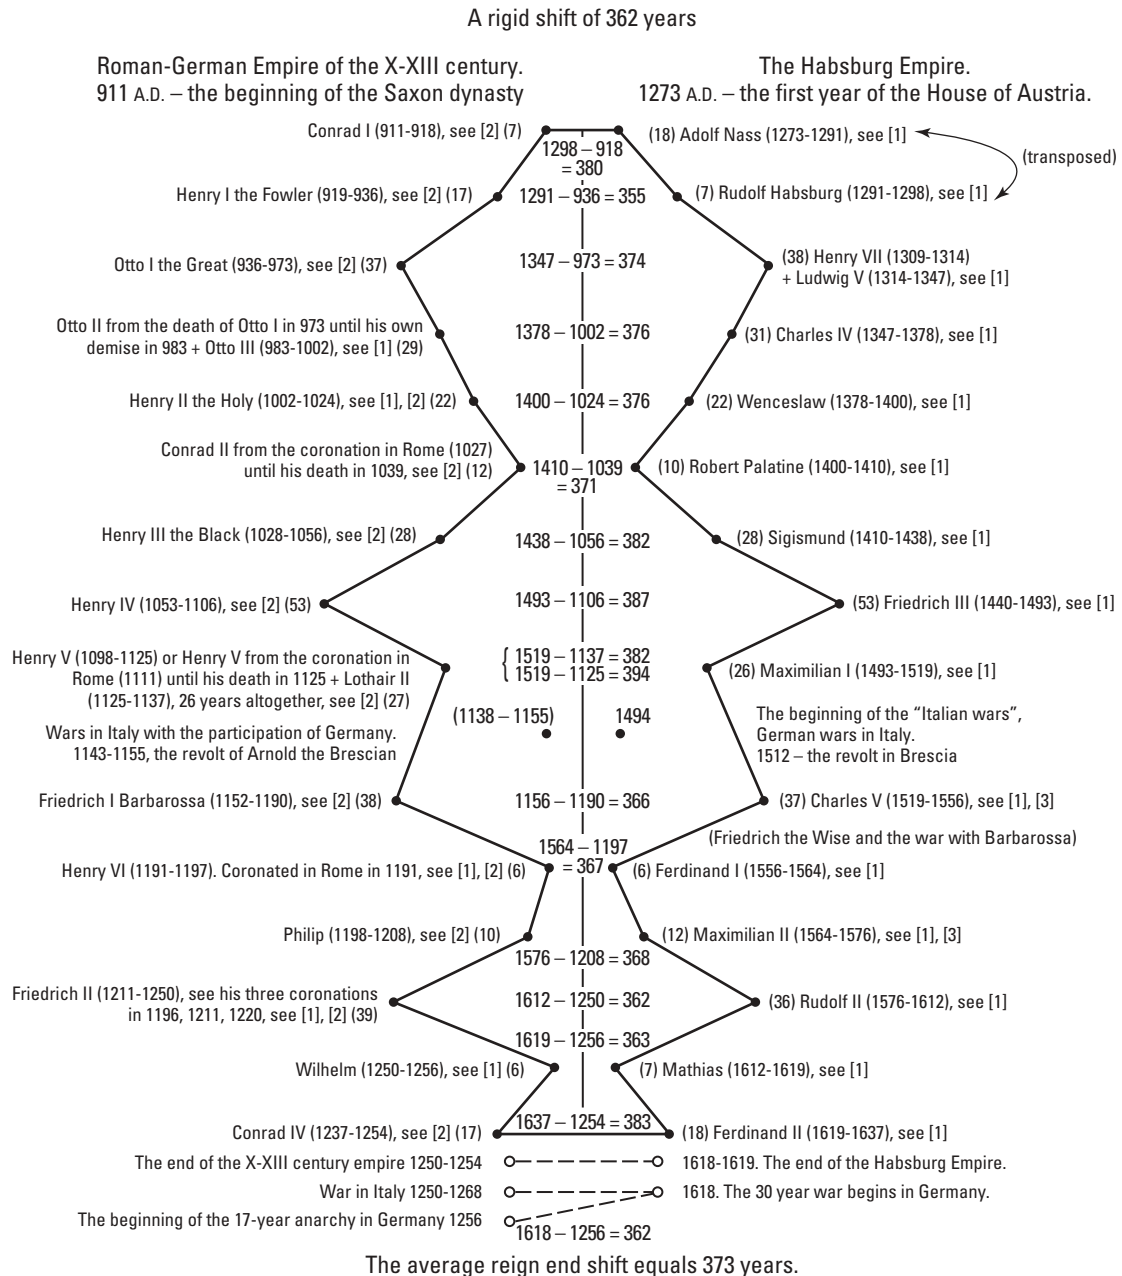 A rigid shift of 362 years
Roman-German Empire of the X-XIII century.
911 A.D. – the beginning of the Saxon dynasty
The Habsburg Empire.
1273 A.D. – the first year of the House of Austria.
Conrad I (911-918), see [2] (7)
1298 – 918
= 380
(18) Adolf Nass (1273-1291), see [1]
(transposed)
Henry I the Fowler (919-936), see [2] (17)
1291 – 936 = 355
(7) Rudolf Habsburg (1291-1298), see [1]
Otto I the Great (936-973), see [2] (37)
1347 – 973 = 374
(38) Henry VII (1309-1314)
+ Ludwig V (1314-1347), see [1]
Otto II from the death of Otto I in 973 until his own
demise in 983 + Otto III (983-1002), see [1] (29)
1378 – 1002 = 376
(31) Charles IV (1347-1378), see [1]
Henry II the Holy (1002-1024), see [1], [2] (22)
1400 – 1024 = 376
(22) Wenceslaw (1378-1400), see [1]
Conrad II from the coronation in Rome (1027)
until his death in 1039, see [2] (12)
1410 – 1039
= 371
(10) Robert Palatine (1400-1410), see [1]
Henry III the Black (1028-1056), see [2] (28)
1438 – 1056 = 382
(28) Sigismund (1410-1438), see [1]
Henry IV (1053-1106), see [2] (53)
1493 – 1106 = 387
(53) Friedrich III (1440-1493), see [1]
Henry V (1098-1125) or Henry V from the coronation in
Rome (1111) until his death in 1125 + Lothair II
(1125-1137), 26 years altogether, see [2] (27)
{ 1519 – 1137 = 382
{ 1519 – 1125 = 394
(26) Maximilian I (1493-1519), see [1]
(1138 – 1155)
1494
Wars in Italy with the participation of Germany.
1143-1155, the revolt of Arnold the Brescian
The beginning of the “Italian wars”,
German wars in Italy.
1512 – the revolt in Brescia
Friedrich I Barbarossa (1152-1190), see [2] (38)
1156 – 1190 = 366
(37) Charles V (1519-1556), see [1], [3]
(Friedrich the Wise and the war with Barbarossa)
Henry VI (1191-1197). Coronated in Rome in 1191, see [1], [2] (6)
1564 – 1197
= 367
(6) Ferdinand I (1556-1564), see [1]
Philip (1198-1208), see [2] (10)
1576 – 1208 = 368
(12) Maximilian II (1564-1576), see [1], [3]
Friedrich II (1211-1250), see his three coronations
in 1196, 1211, 1220, see [1], [2] (39)
1612 – 1250 = 362
(36) Rudolf II (1576-1612), see [1]
1619 – 1256 = 363
Wilhelm (1250-1256), see [1] (6)
(7) Mathias (1612-1619), see [1]
Conrad IV (1237-1254), see [2] (17)
1637 – 1254 = 383
(18) Ferdinand II (1619-1637), see [1]
The end of the X-XIII century empire 1250-1254
1618-1619. The end of the Habsburg Empire.
War in Italy 1250-1268
1618. The 30 year war begins in Germany.
The beginning of the 17-year anarchy in Germany 1256
1618 – 1256 = 362
The average reign end shift equals 373 years.